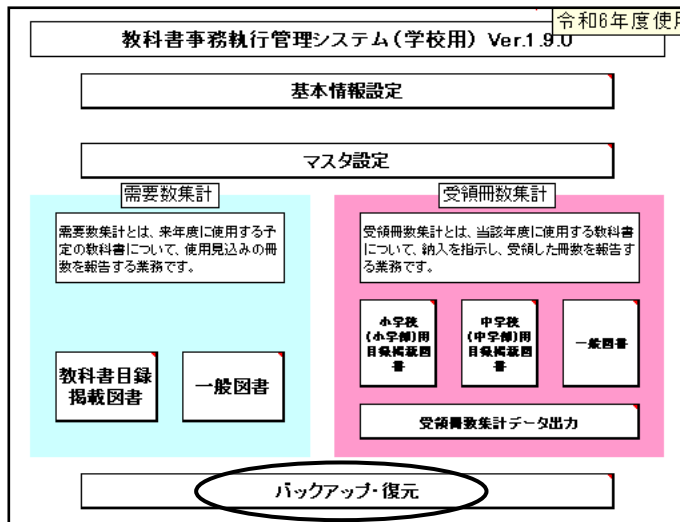 令和6年度使用
教科書事務執行管理システム(学校用) Ver.1.9.0
基本情報設定
マスタ設定
需要数集計
需要数集計とは、来年度に使用する予
定の教科書について、使用見込みの冊
数を報告する業務です。
教科書目録
掲載図書
一般図書
受領冊数集計
受領冊数集計とは、当該年度に使用する教科書
について、納入を指示し、受領した冊数を報告す
る業務です。
小学校
(小学部)用
目録掲載図
書
中学校
(中学部)用
目録掲載図
書
一般図書
受領冊数集計データ出力
バックアップ・復元